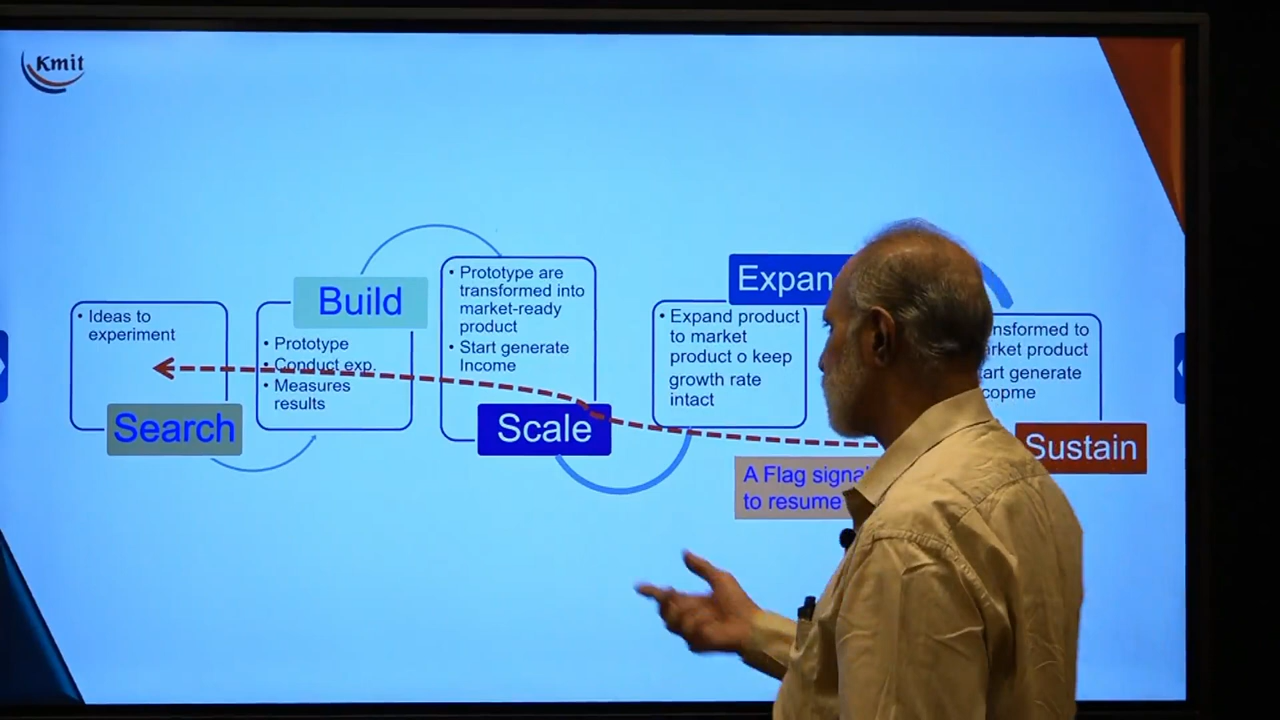 Kmit
• Ideas to
experiment
Search
Build
• Prototype
• Conduct exp.
• Measures
results
• Prototype are
transformed into
market-ready
product
• Start generate
Income
Scale
Expan
• Expand product
to market
product o keep
growth rate
intact
A Flag signa
to resume
nsformed to
rket product
art generate
copme
Sustain